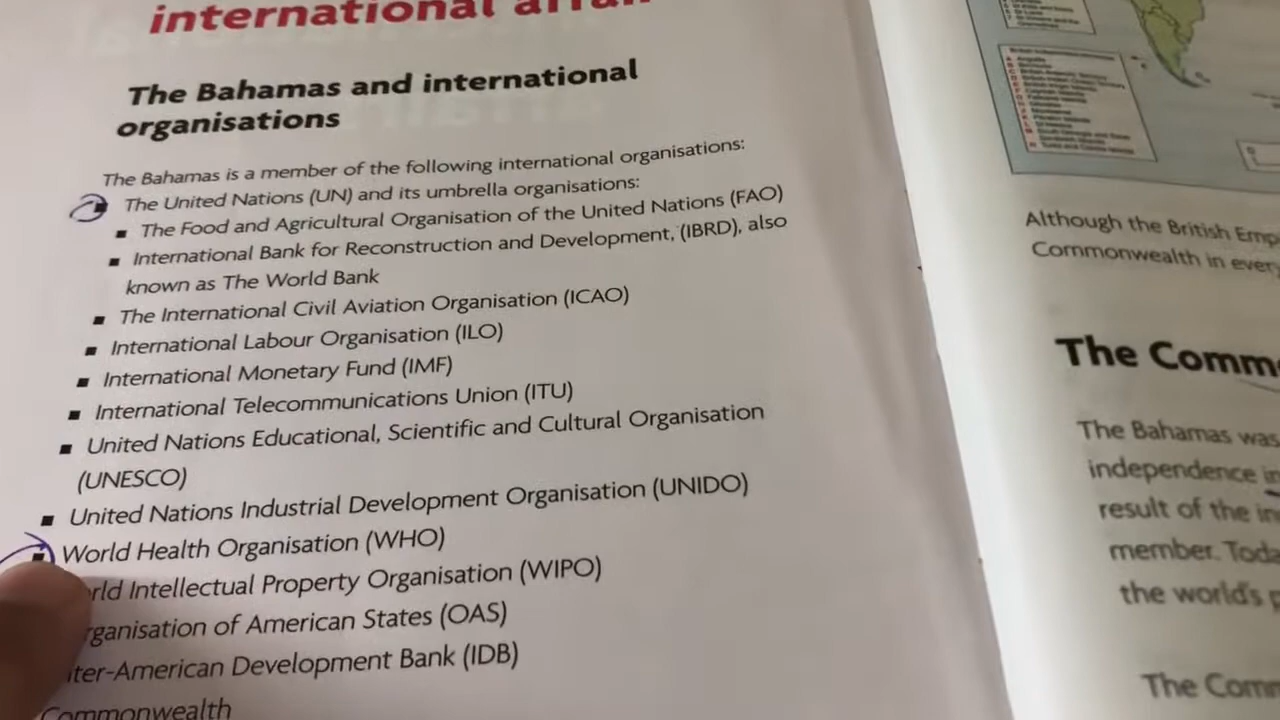 international affair
The Bahamas and international
organisations
The Bahamas is a member of the following international organisations:
The United Nations (UN) and its umbrella organisations:
The Food and Agricultural Organisation of the United Nations (FAO)
International Bank for Reconstruction and Development, (IBRD), also
known as The World Bank
The International Civil Aviation Organisation (ICAO)
International Labour Organisation (ILO)
International Monetary Fund (IMF)
International Telecommunications Union (ITU)
United Nations Educational, Scientific and Cultural Organisation
(UNESCO)
United Nations Industrial Development Organisation (UNIDO)
World Health Organisation (WHO)
rld Intellectual Property Organisation (WIPO)
rganisation of American States (OAS)
ter-American Development Bank (IDB)
Commonwealth
Although the British Emp
Commonwealth in ever
The Comm
The Bahamas was
independence in
result of the in
member. Toda
the world's p
The Com